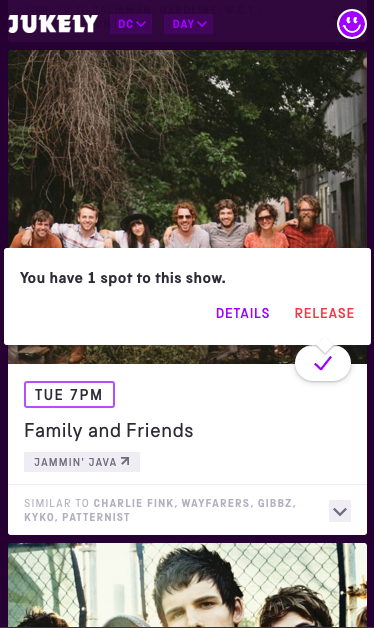 JUKELY
DC
DAY
You have 1 spot to this show.
DETAILS
RELEASE
TUE 7PM
Family and Friends
JAMMIN' JAVA
SIMILAR TO CHARLIE FINK, WAYFARERS, GIBBZ,
KYKO, PATTERNIST